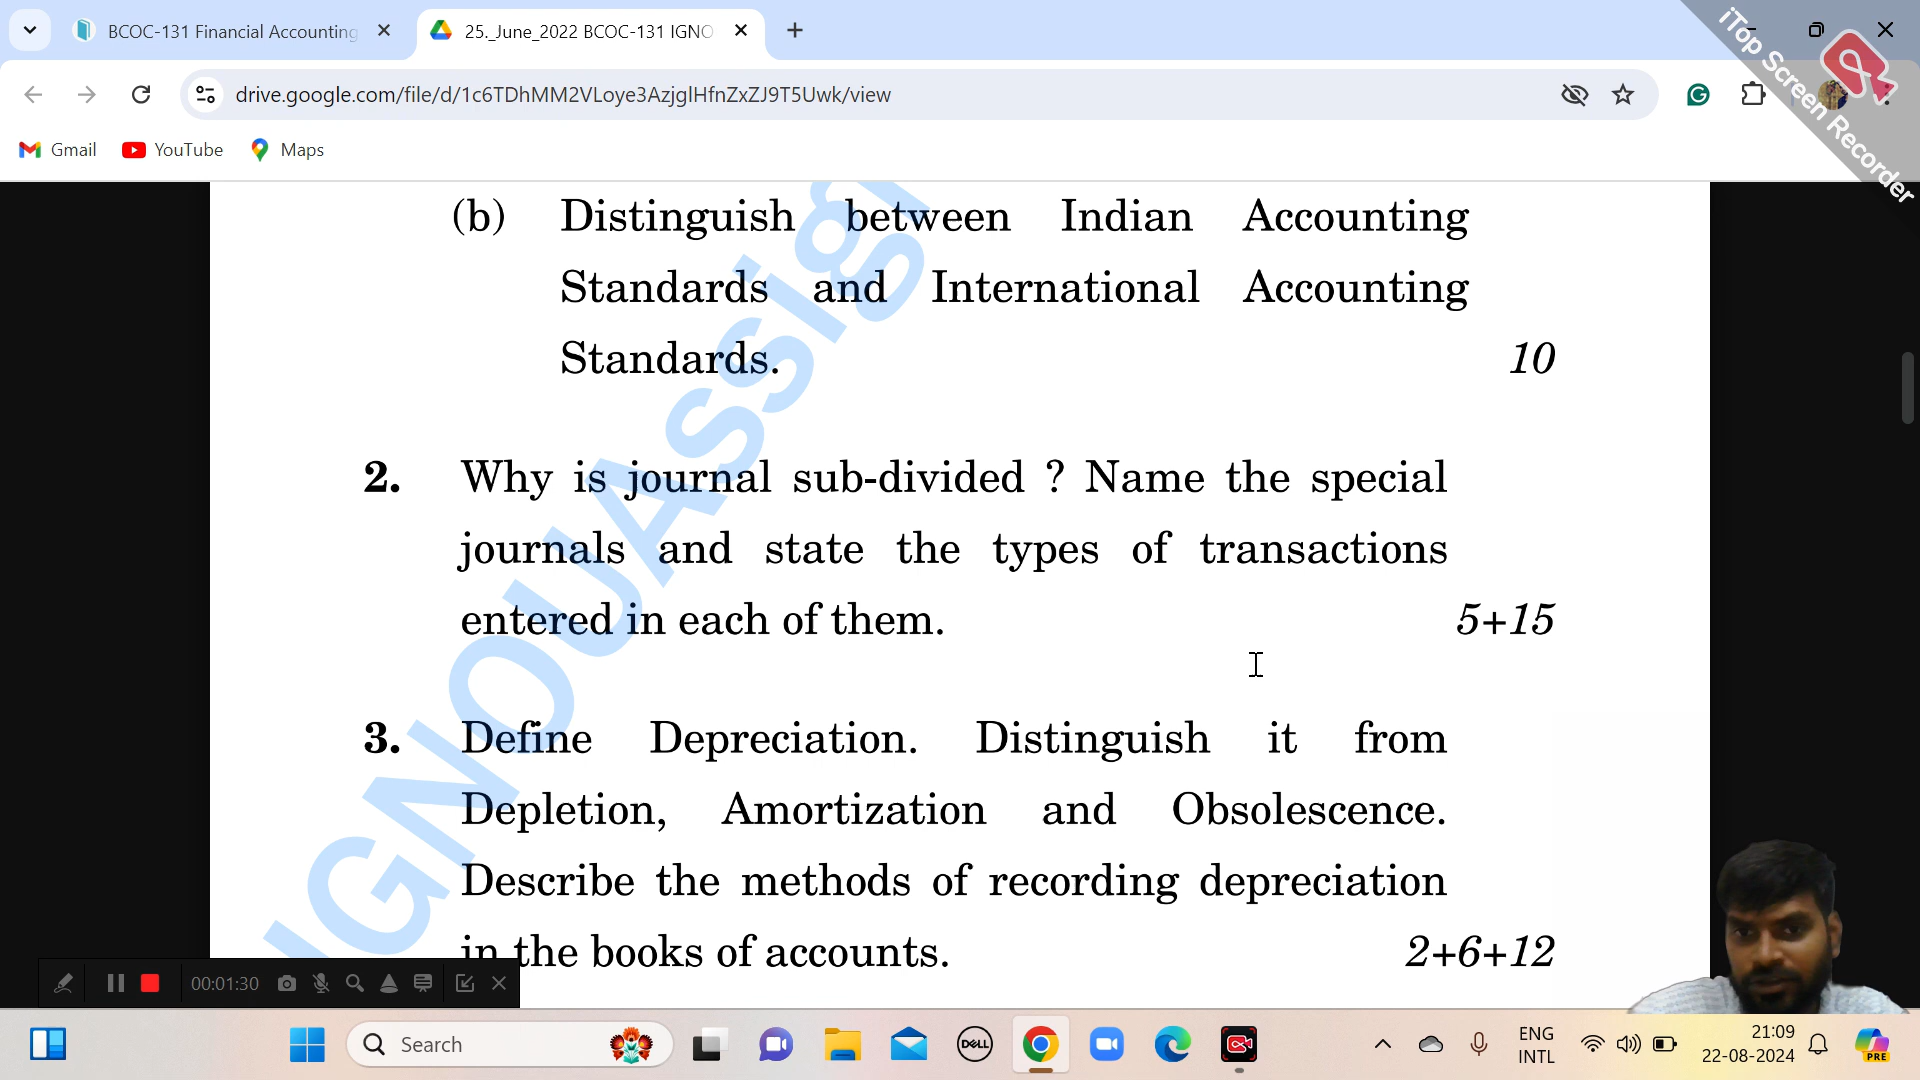 BCOC-131 Financial Accounting
25._June_2022 BCOC-131 IGNO
iTop Screen Recorder
drive.google.com/file/d/1c6TDhMM2VLoye3AzjglHfnZxZJ9T5Uwk/view
Gmail
YouTube
Maps
(b) Distinguish between Indian Accounting
Standards and International Accounting
Standards. 10
2. Why is journal sub-divided ? Name the special
journals and state the types of transactions
entered in each of them. 5+15
3. Define Depreciation. Distinguish it from
Depletion, Amortization and Obsolescence.
Describe the methods of recording depreciation
in the books of accounts. 2+6+12
IGNOUAssig
00:01:30
Search
DELL
ENG
INTL
21:09
22-08-2024
PRE